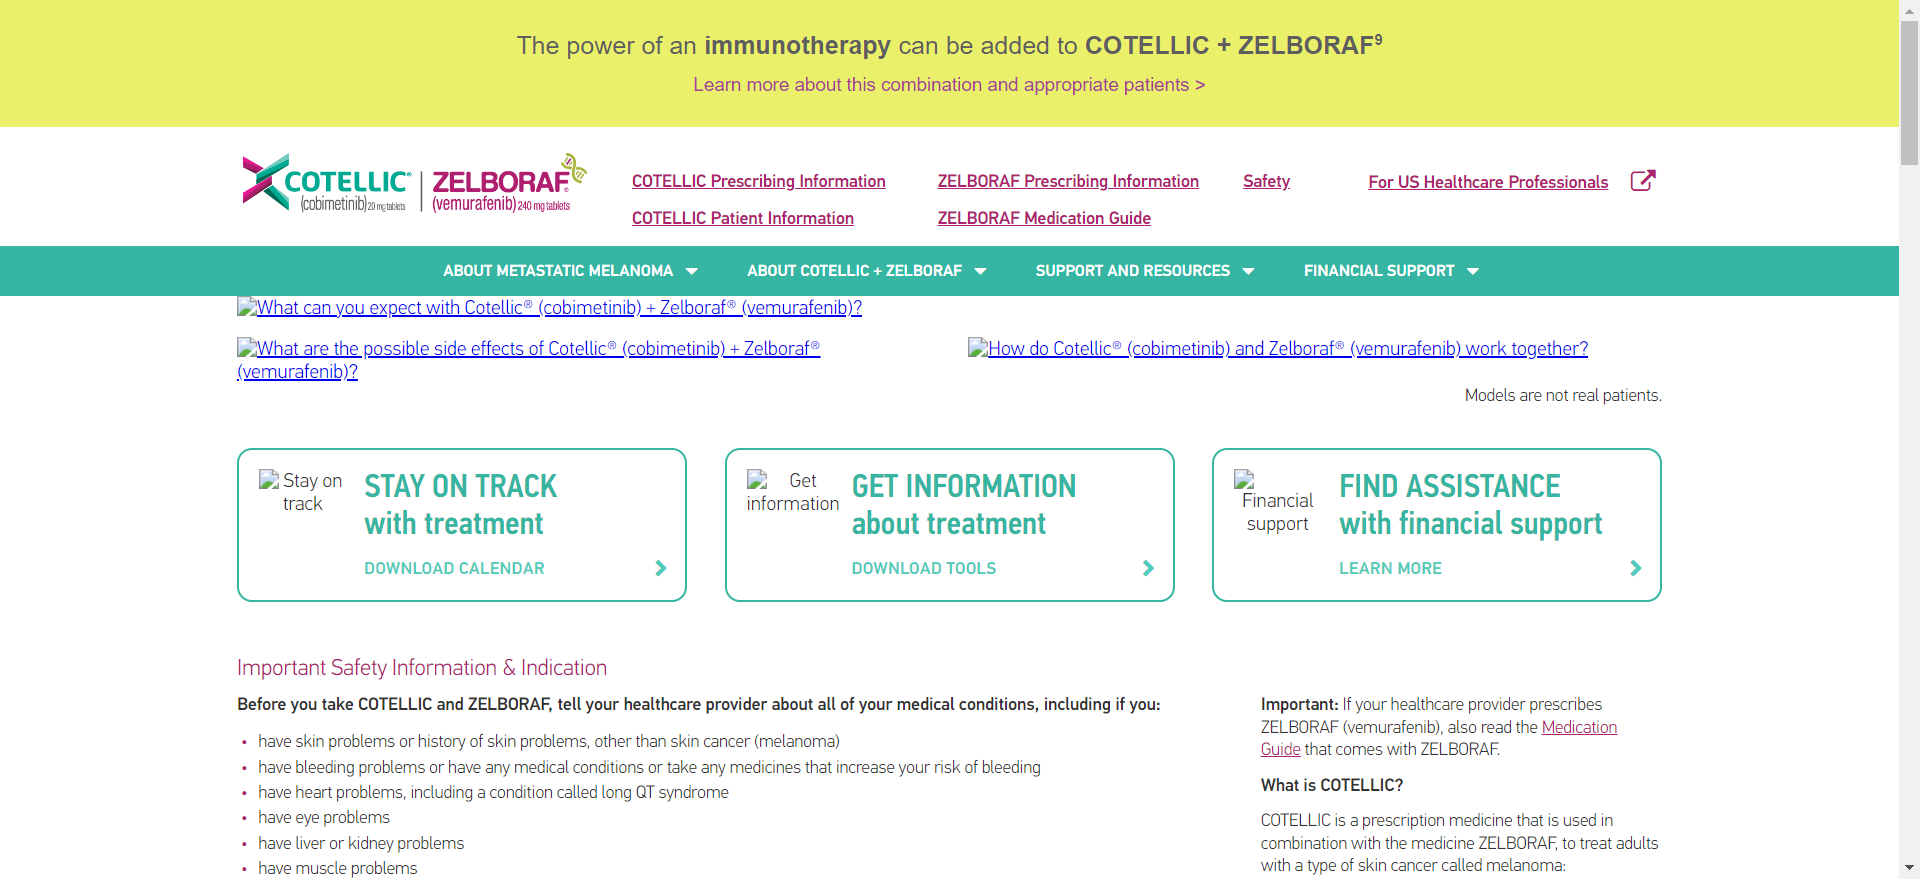 The power of an immunotherapy can be added to COTELLIC + ZELBORAF⁹
Learn more about this combination and appropriate patients >
COTELLIC®
(cobimetinib) 20 mg tablets
ZELBORAF®
(vemurafenib) 240 mg tablets
COTELLIC Prescribing Information
ZELBORAF Prescribing Information
Safety
For US Healthcare Professionals
COTELLIC Patient Information
ZELBORAF Medication Guide
ABOUT METASTATIC MELANOMA
ABOUT COTELLIC + ZELBORAF
SUPPORT AND RESOURCES
FINANCIAL SUPPORT
What can you expect with Cotellic® (cobimetinib) + Zelboraf® (vemurafenib)?
What are the possible side effects of Cotellic® (cobimetinib) + Zelboraf®
(vemurafenib)?
How do Cotellic® (cobimetinib) and Zelboraf® (vemurafenib) work together?
Models are not real patients.
Stay on
track
STAY ON TRACK
with treatment
DOWNLOAD CALENDAR
Get
information
GET INFORMATION
about treatment
DOWNLOAD TOOLS
Financial
support
FIND ASSISTANCE
with financial support
LEARN MORE
Important Safety Information & Indication
Before you take COTELLIC and ZELBORAF, tell your healthcare provider about all of your medical conditions, including if you:
• have skin problems or history of skin problems, other than skin cancer (melanoma)
• have bleeding problems or have any medical conditions or take any medicines that increase your risk of bleeding
• have heart problems, including a condition called long QT syndrome
• have eye problems
• have liver or kidney problems
• have muscle problems
Important: If your healthcare provider prescribes
ZELBORAF (vemurafenib), also read the Medication
Guide that comes with ZELBORAF.
What is COTELLIC?
COTELLIC is a prescription medicine that is used in
combination with the medicine ZELBORAF, to treat adults
with a type of skin cancer called melanoma: